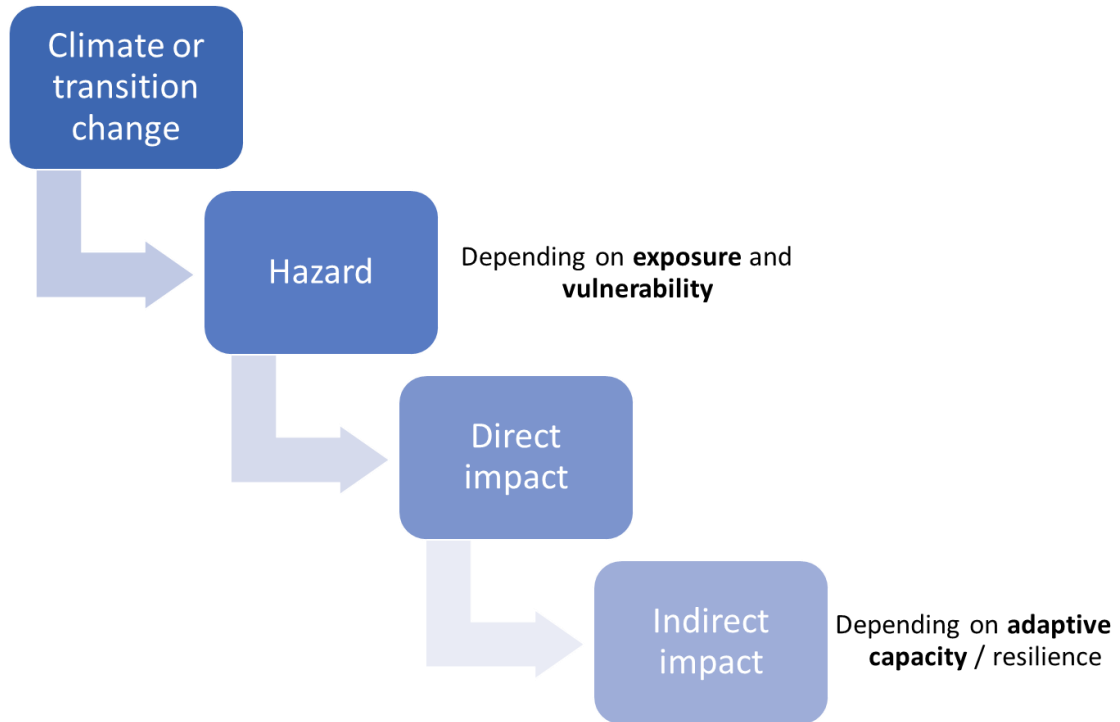 Climate or
transition
change
Hazard
Depending on exposure and
vulnerability
Direct
impact
Indirect
impact
Depending on adaptive
capacity / resilience